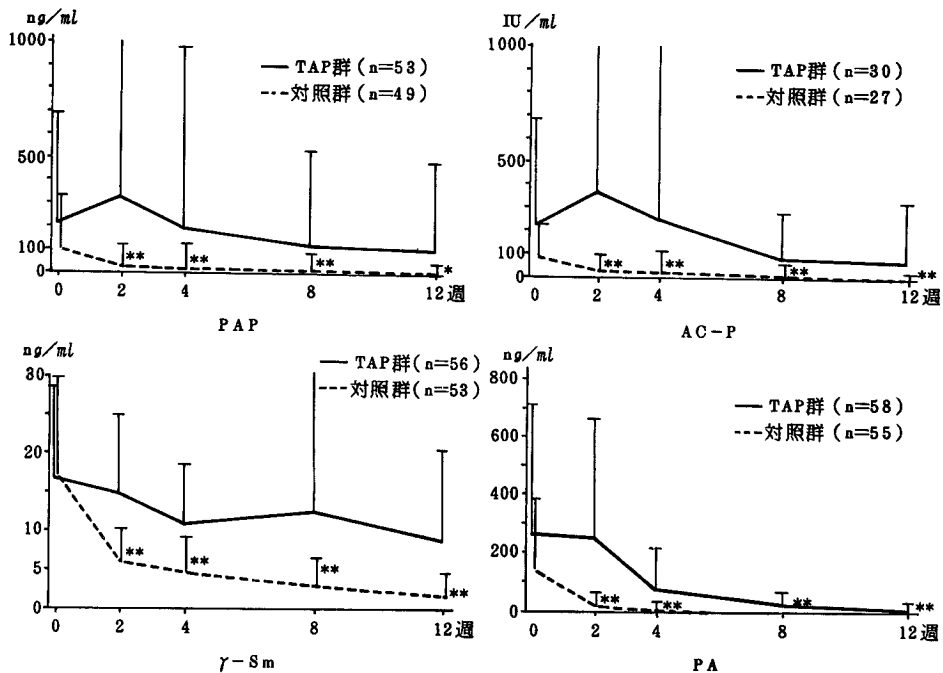 ng/ml
1000
500
100
0
TAP群(n=53)
対照群(n=49)
** ** ** *
0 2 4 8 12週
PAP
IU/ml
1000
500
100
0
TAP群(n=30)
対照群(n=27)
** ** ** **
0 2 4 8 12週
AC-P
ng/ml
30
20
15
10
5
0
TAP群(n=56)
対照群(n=53)
** ** ** **
0 2 4 8 12週
γ-Sm
ng/ml
800
600
400
200
0
TAP群(n=58)
対照群(n=55)
** ** ** **
0 2 4 8 12週
PA